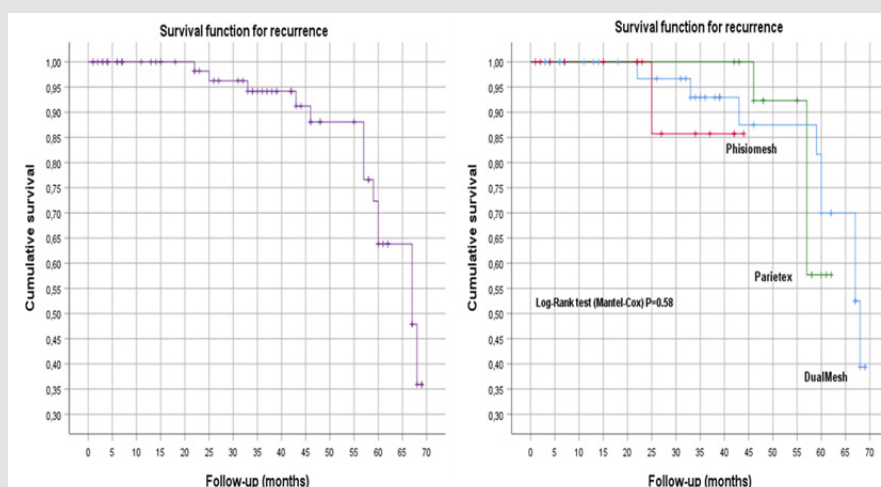 Survival function for recurrence
Cumulative survival
1,00
0,95
0,90
0,85
0,80
0,75
0,70
0,65
0,60
0,55
0,50
0,45
0,40
0,35
0,30
0 5 10 15 20 25 30 35 40 45 50 55 60 65 70
Follow-up (months)
Survival function for recurrence
Cumulative survival
1,00
0,95
0,90
0,85
0,80
0,75
0,70
0,65
0,60
0,55
0,50
0,45
0,40
0,35
0,30
Phisiomesh
Parietex
Log-Rank test (Mantel-Cox) P=0.58
DualMesh
0 5 10 15 20 25 30 35 40 45 50 55 60 65 70
Follow-up (months)